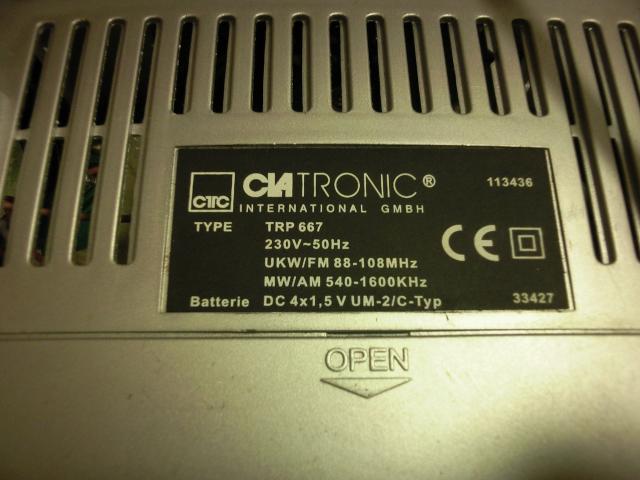 CTC
CLATRONIC® 113436
INTERNATIONAL GMBH
TYPE TRP 667
230V~50Hz
UKW/FM 88-108MHz
CE
MW/AM 540-1600KHz
Batterie DC 4x1,5 V UM-2/C-Typ 33427
OPEN